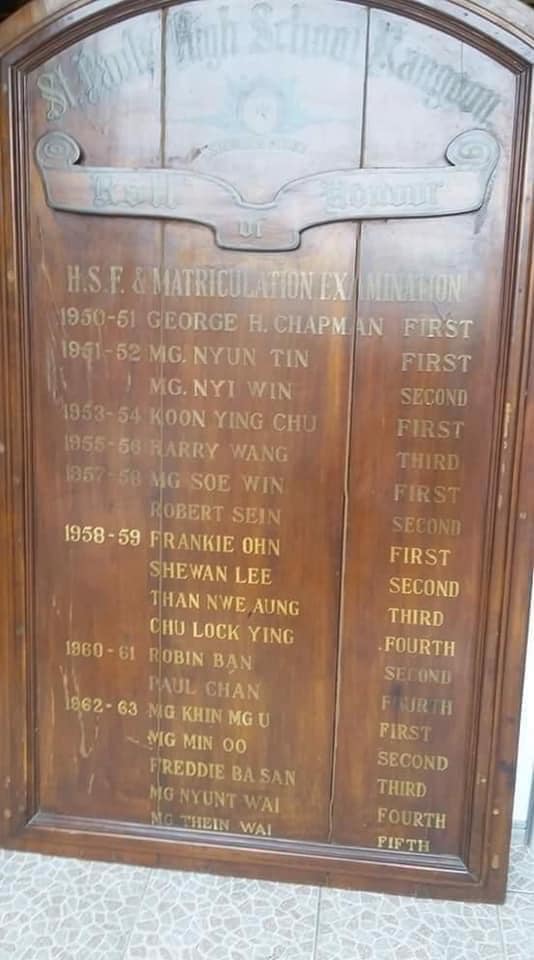 St. Paul's High School Rangoon
Roll of Honour
H.S.F. & MATRICULATION EXAMINATION
1950-51 GEORGE H. CHAPMAN FIRST
1951-52 MG. NYUN TIN FIRST
MG. NYI WIN SECOND
1953-54 KOON YING CHU FIRST
1955-56 HARRY WANG THIRD
1957-58 MG SOE WIN FIRST
ROBERT SEIN SECOND
1958-59 FRANKIE OHN FIRST
SHEWAN LEE SECOND
THAN NWE AUNG THIRD
CHU LOCK YING FOURTH
1960-61 ROBIN BAN SECOND
PAUL CHAN FOURTH
1962-63 MG KHIN MG U FIRST
MG MIN OO SECOND
FREDDIE BA SAN THIRD
MG NYUNT WAI FOURTH
MG THEIN WAI FIFTH